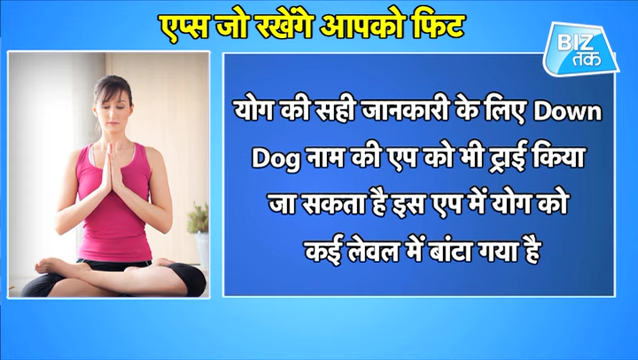 एप्स जो रखेंगे आपको फिट
BIZ
तक
योग की सही जानकारी के लिए Down
Dog नाम की एप को भी ट्राई किया
जा सकता है इस एप में योग को
कई लेवल में बांटा गया है